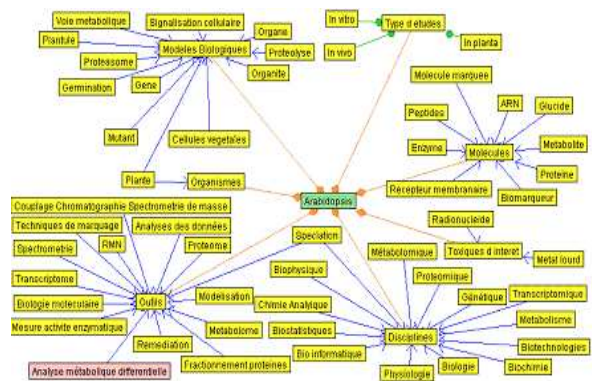 Voie metabolique
Signalisation cellulaire
Organe
In vitro
Type d etudes
Plantule
Modeles Biologiques
Proteolyse
In vivo
In planta
Proteasome
Organite
Germination
Gene
Molecule marquee
Peptides
ARN
Glucide
Mutant
Cellules vegetales
Enzyme
Molecules
Metabolite
Plante
Organismes
Recepteur membranaire
Proteine
Arabidopsis
Biomarqueur
Couplage Chromatographie Spectrometrie de masse
Radionucleide
Techniques de marquage
Analyses des données
Speciation
Toxiques d interet
Spectrometrie
RMN
Proteome
Métabolomique
Metal lourd
Biophysique
Proteomique
Transcriptome
Modelisation
Génétique
Transcriptomique
Biologie moleculaire
Outils
Chimie Analytique
Metabolisme
Mesure activite enzymatique
Metabolome
Biostatistiques
Disciplines
Biotechnologies
Remediation
Bio informatique
Biologie
Biochimie
Analyse métabolique differentielle
Fractionnement proteines
Physiologie